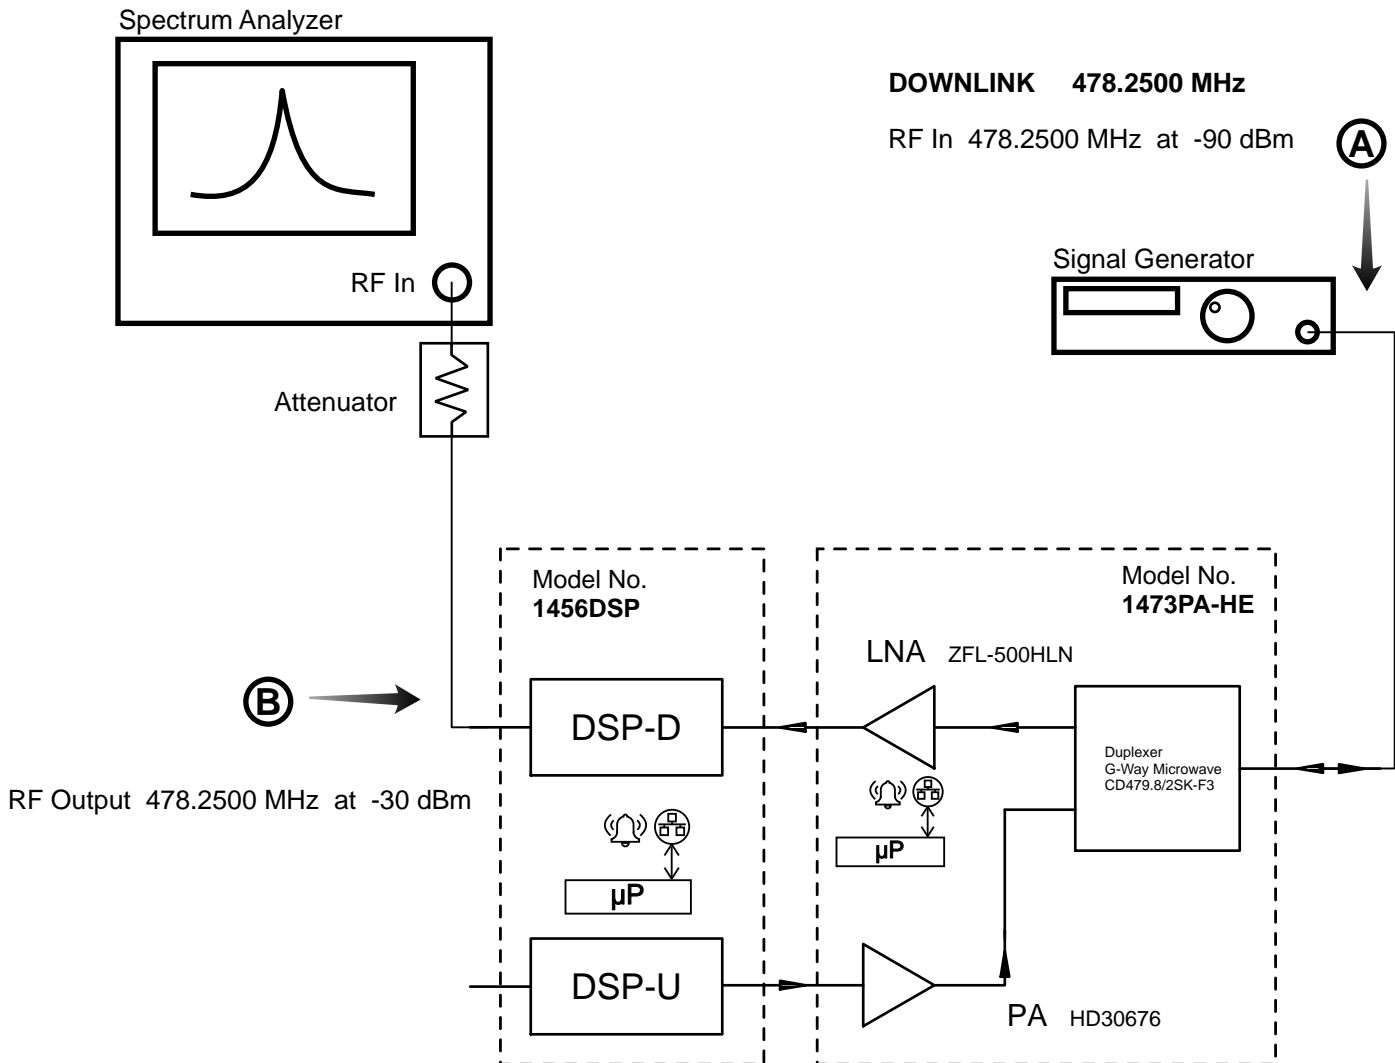 Spectrum Analyzer
RF In
Attenuator
DOWNLINK 478.2500 MHz
RF In 478.2500 MHz at -90 dBm
A
Signal Generator
B
RF Output 478.2500 MHz at -30 dBm
Model No.
1456DSP
DSP-D
µP
DSP-U
Model No.
1473PA-HE
LNA ZFL-500HLN
Duplexer
G-Way Microwave
CD479.8/2SK-F3
µP
PA HD30676